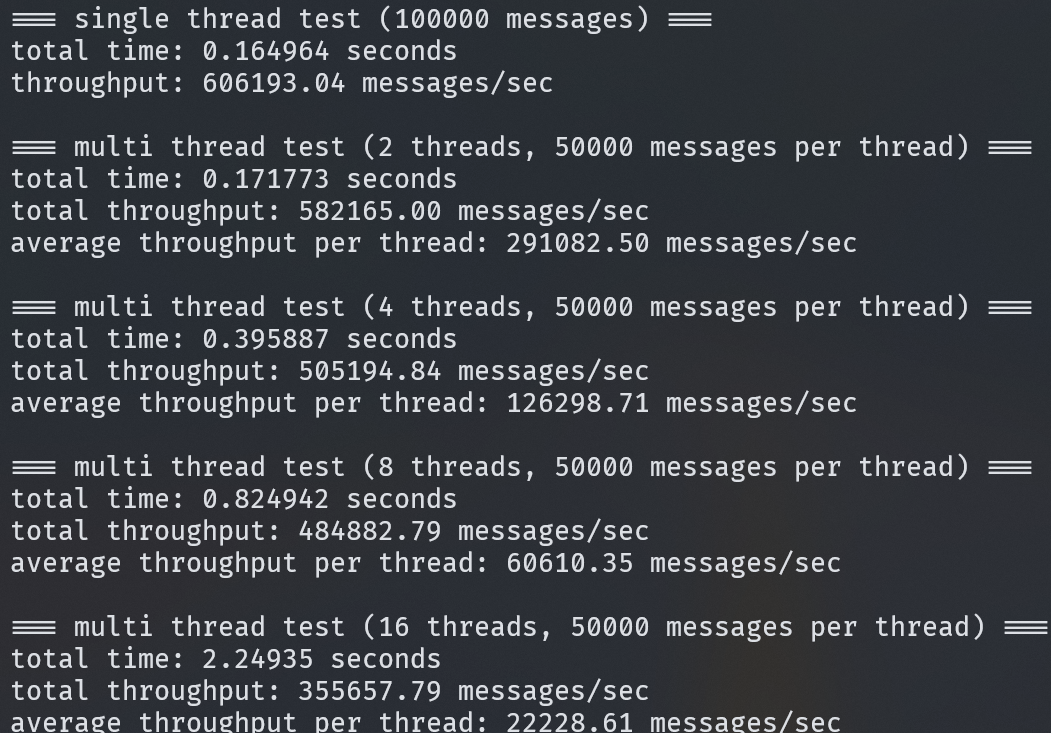 === single thread test (100000 messages) ===
total time: 0.164964 seconds
throughput: 606193.04 messages/sec
=== multi thread test (2 threads, 50000 messages per thread) ===
total time: 0.171773 seconds
total throughput: 582165.00 messages/sec
average throughput per thread: 291082.50 messages/sec
=== multi thread test (4 threads, 50000 messages per thread) ===
total time: 0.395887 seconds
total throughput: 505194.84 messages/sec
average throughput per thread: 126298.71 messages/sec
=== multi thread test (8 threads, 50000 messages per thread) ===
total time: 0.824942 seconds
total throughput: 484882.79 messages/sec
average throughput per thread: 60610.35 messages/sec
=== multi thread test (16 threads, 50000 messages per thread) ===
total time: 2.24935 seconds
total throughput: 355657.79 messages/sec
average throughput per thread: 22228.61 messages/sec